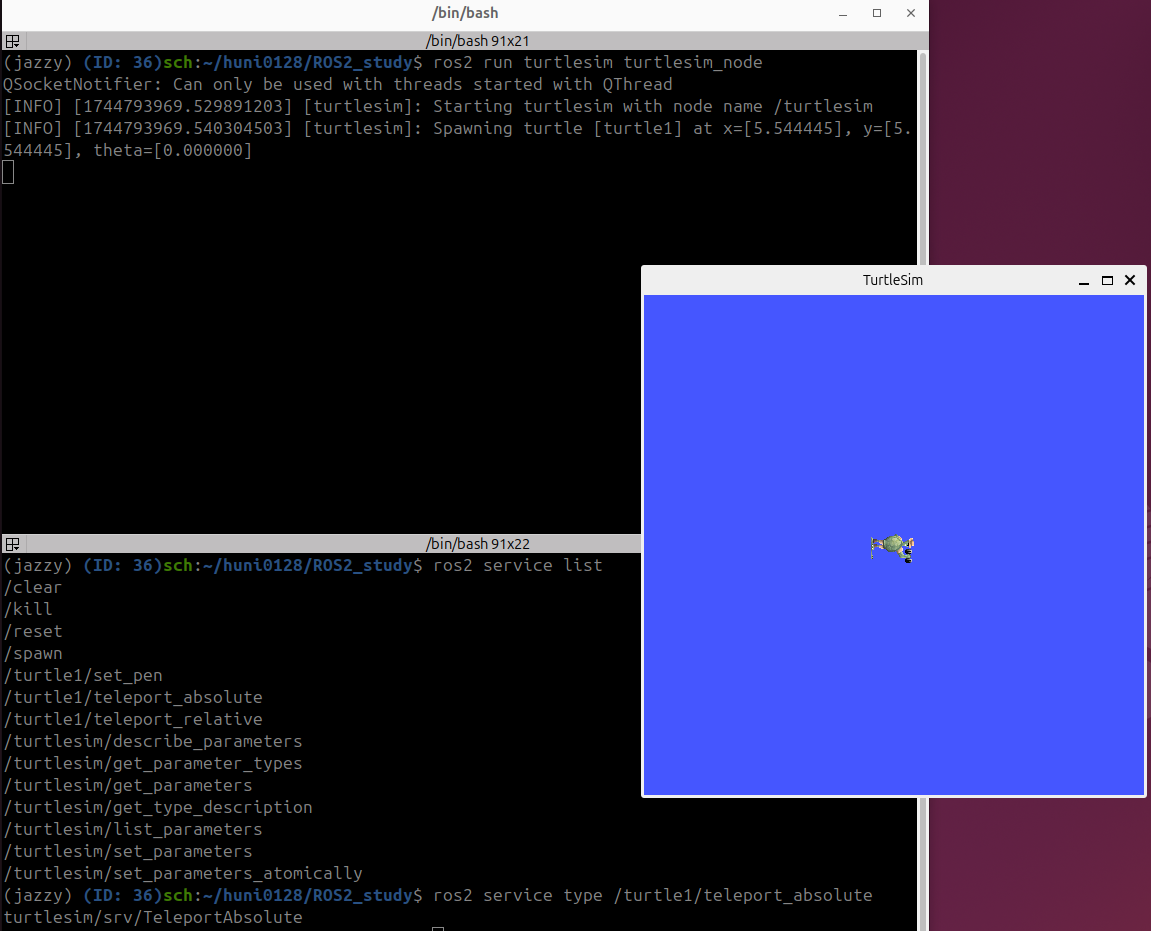 /bin/bash
/bin/bash 91x21
(jazzy) (ID: 36)sch:~/huni0128/ROS2_study$ ros2 run turtlesim turtlesim_node
QSocketNotifier: Can only be used with threads started with QThread
[INFO] [1744793969.529891203] [turtlesim]: Starting turtlesim with node name /turtlesim
[INFO] [1744793969.540304503] [turtlesim]: Spawning turtle [turtle1] at x=[5.544445], y=[5.
544445], theta=[0.000000]
TurtleSim
/bin/bash 91x22
(jazzy) (ID: 36)sch:~/huni0128/ROS2_study$ ros2 service list
/clear
/kill
/reset
/spawn
/turtle1/set_pen
/turtle1/teleport_absolute
/turtle1/teleport_relative
/turtlesim/describe_parameters
/turtlesim/get_parameter_types
/turtlesim/get_parameters
/turtlesim/get_type_description
/turtlesim/list_parameters
/turtlesim/set_parameters
/turtlesim/set_parameters_atomically
(jazzy) (ID: 36)sch:~/huni0128/ROS2_study$ ros2 service type /turtle1/teleport_absolute
turtlesim/srv/TeleportAbsolute